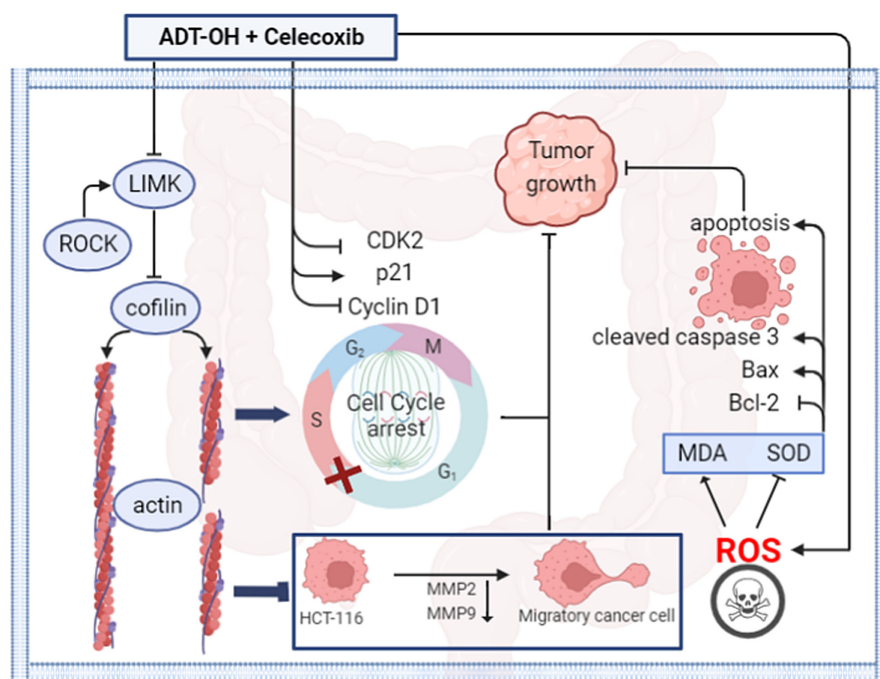 ADT-OH + Celecoxib
LIMK
ROCK
cofilin
actin
CDK2
p21
Cyclin D1
G₂
M
S
G₁
Cell Cycle
arrest
Tumor
growth
apoptosis
cleaved caspase 3
Bax
Bcl-2
MDA
SOD
ROS
HCT-116
MMP2
MMP9
Migratory cancer cell